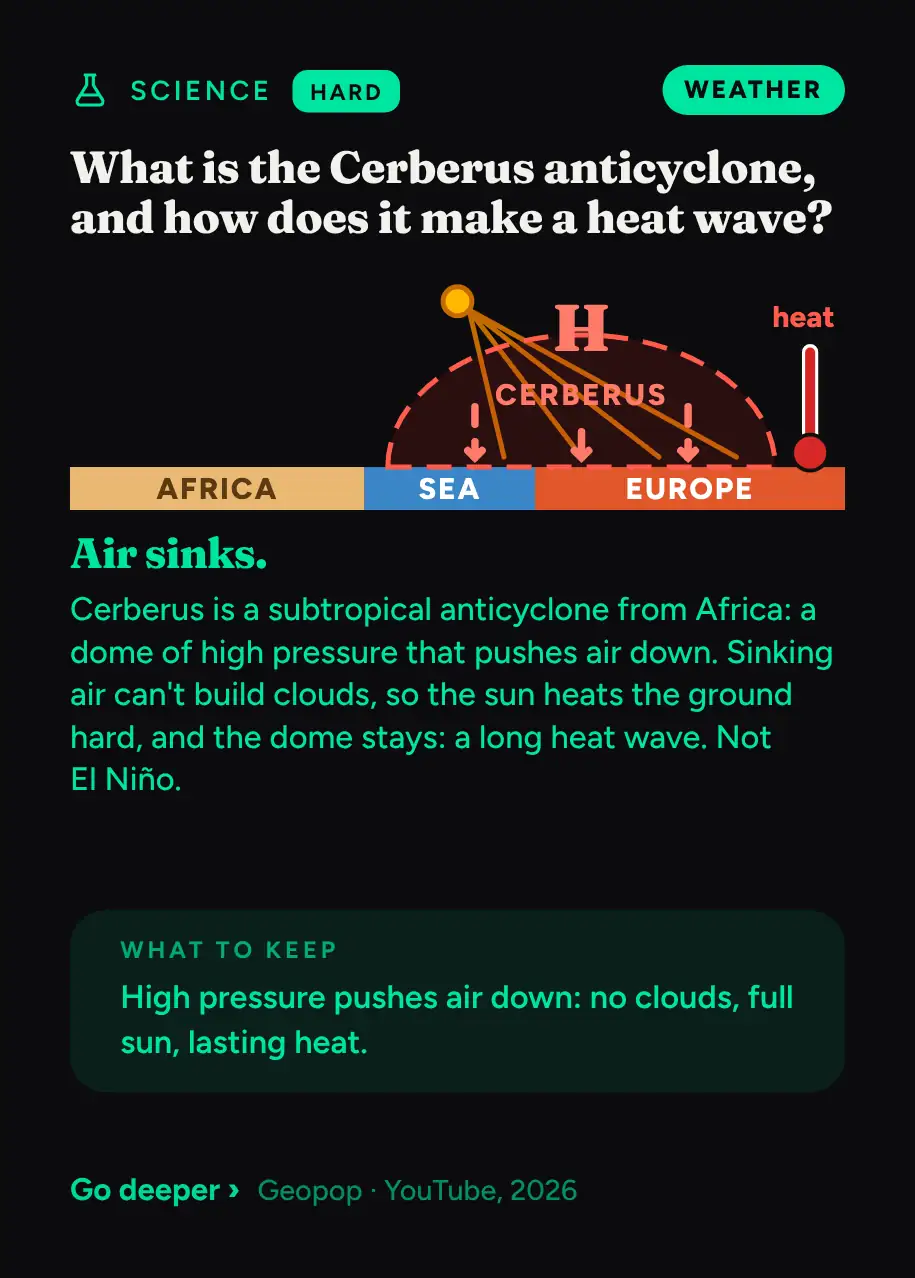 SCIENCE HARD WEATHER
What is the Cerberus anticyclone,
and how does it make a heat wave?
H
heat
CERBERUS
AFRICA SEA EUROPE
Air sinks.
Cerberus is a subtropical anticyclone from Africa: a
dome of high pressure that pushes air down. Sinking
air can't build clouds, so the sun heats the ground
hard, and the dome stays: a long heat wave. Not
El Niño.
WHAT TO KEEP
High pressure pushes air down: no clouds, full
sun, lasting heat.
Go deeper › Geopop · YouTube, 2026